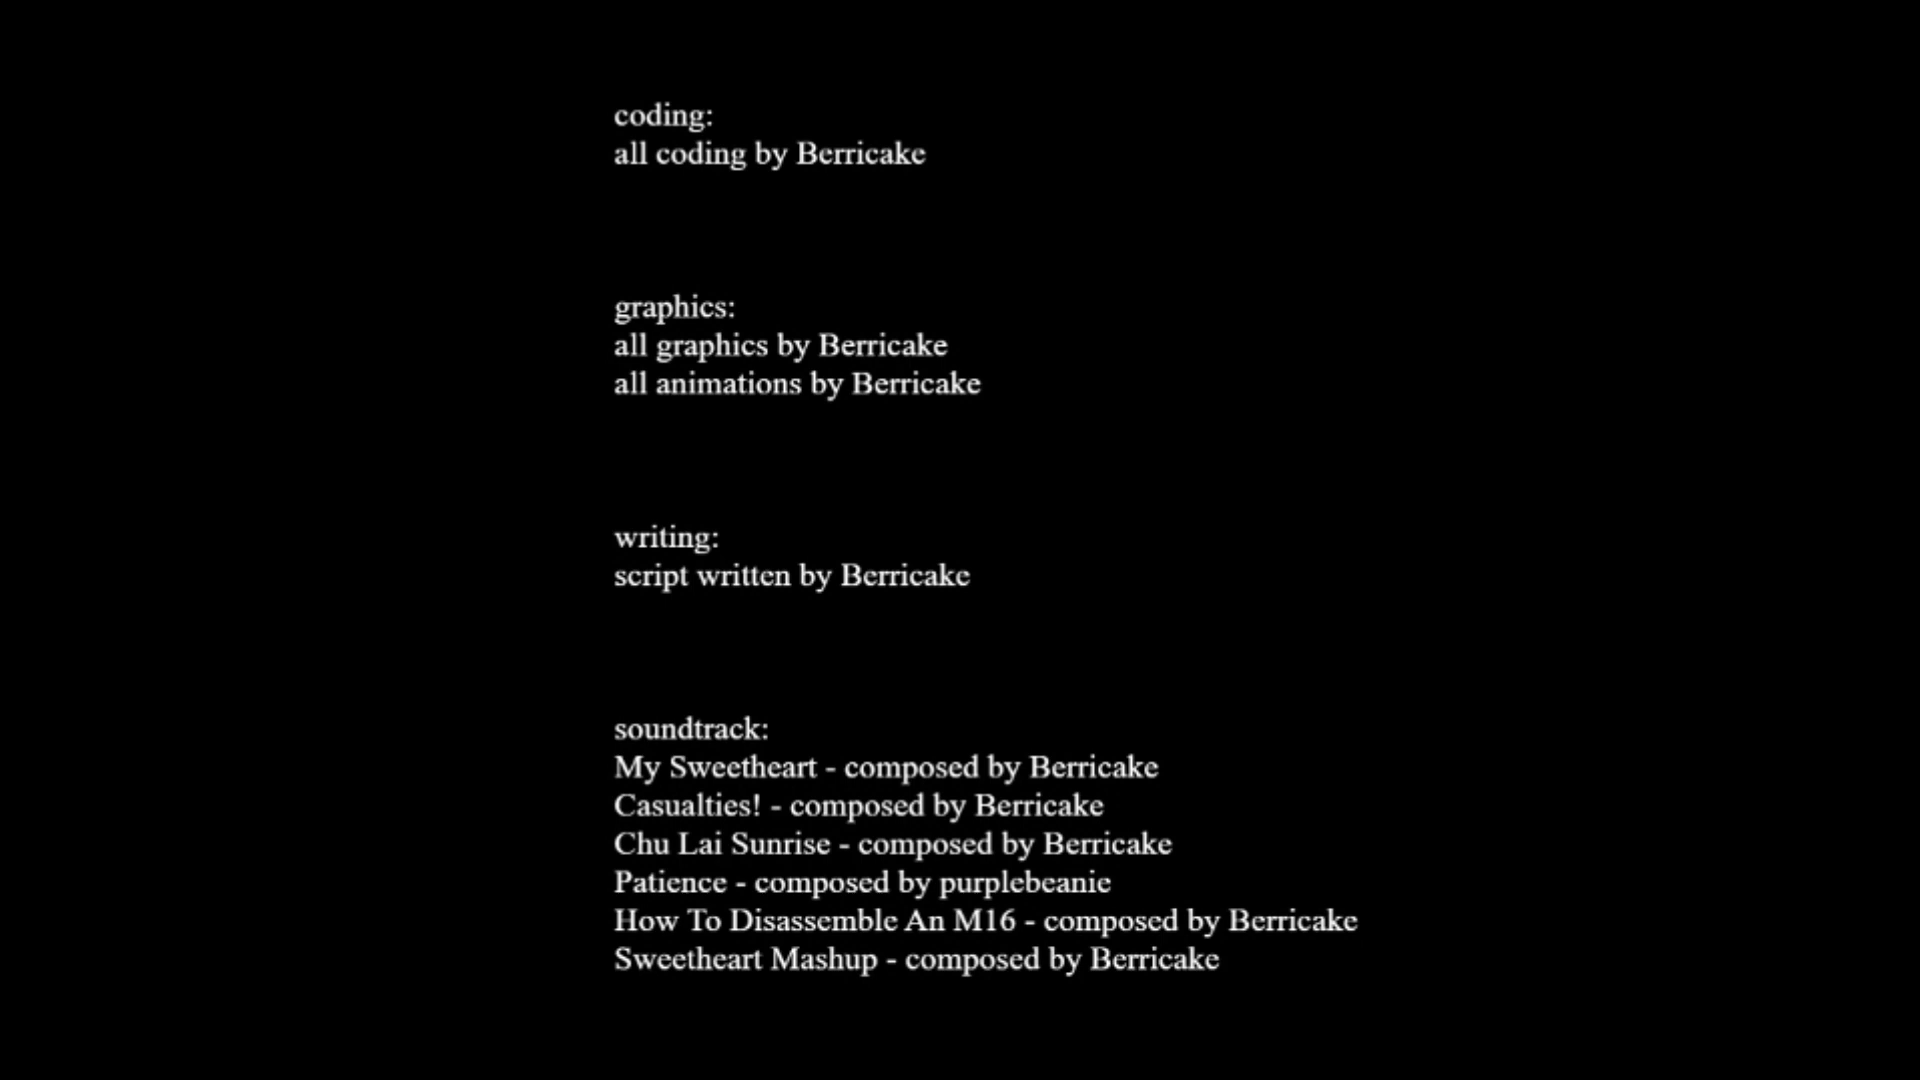 coding:
all coding by Berricake
graphics:
all graphics by Berricake
all animations by Berricake
writing:
script written by Berricake
soundtrack:
My Sweetheart - composed by Berricake
Casualties! - composed by Berricake
Chu Lai Sunrise - composed by Berricake
Patience - composed by purplebeanie
How To Disassemble An M16 - composed by Berricake
Sweetheart Mashup - composed by Berricake